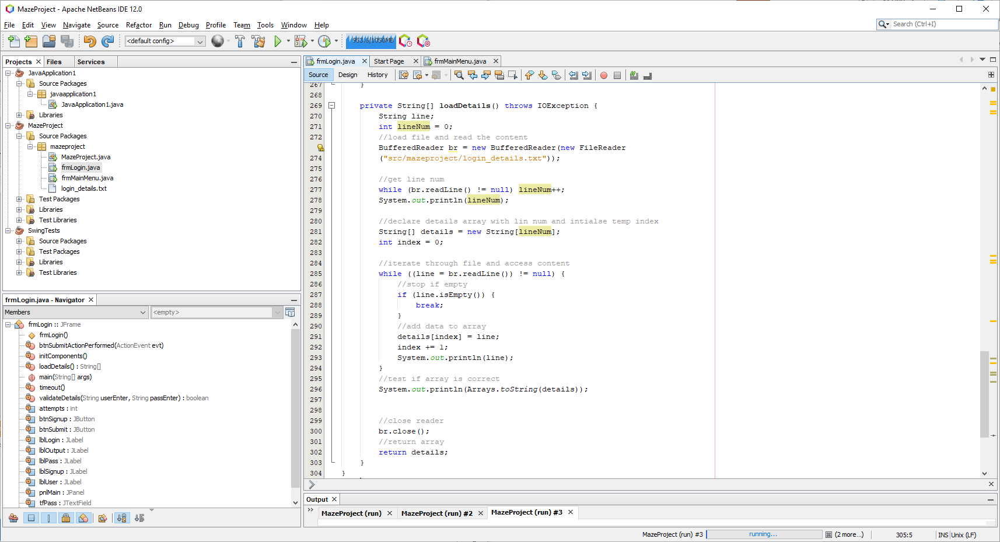 MazeProject - Apache NetBeans IDE 12.0
File Edit View Navigate Source Refactor Run Debug Profile Team Tools Window Help
Search (Ctrl+I)
<default config>
953.6/1050MB
Projects Files Services
JavaApplication1
Source Packages
javaapplication1
JavaApplication1.java
Libraries
MazeProject
Source Packages
mazeproject
MazeProject.java
frmLogin.java
frmMainMenu.java
login_details.txt
Test Packages
Libraries
Test Libraries
SwingTests
Source Packages
Test Packages
Libraries
Test Libraries
frmLogin.java - Navigator
Members
<empty>
frmLogin :: JFrame
frmLogin()
btnSubmitActionPerformed(ActionEvent evt)
initComponents()
loadDetails() : String[]
main(String[] args)
timeout()
validateDetails(String userEnter, String passEnter) : boolean
attempts : int
btnSignup : JButton
btnSubmit : JButton
lblLogin : JLabel
lblOutput : JLabel
lblPass : JLabel
lblSignup : JLabel
lblUser : JLabel
pnlMain : JPanel
tfPass : JTextField
frmLogin.java Start Page frmMainMenu.java
Source Design History
267 }
268
269 private String[] loadDetails() throws IOException {
270 String line;
271 int lineNum = 0;
272 //load file and read the content
BufferedReader br = new BufferedReader(new FileReader
274 ("src/mazeproject/login_details.txt"));
275
276 //get line num
277 while (br.readLine() != null) lineNum++;
278 System.out.println(lineNum);
279
280 //declare details array with lin num and intialse temp index
281 String[] details = new String[lineNum];
282 int index = 0;
283
284 //iterate through file and access content
285 while ((line = br.readLine()) != null) {
286 //stop if empty
287 if (line.isEmpty()) {
288 break;
289 }
290 //add data to array
291 details[index] = line;
292 index += 1;
293 System.out.println(line);
294 }
295 //test if array is correct
296 System.out.println(Arrays.toString(details));
297
298
299 //close reader
300 br.close();
301 //return array
302 return details;
303 }
304 }
Output
MazeProject (run) MazeProject (run) #2 MazeProject (run) #3
MazeProject (run) #3 running... (2 more...) 305:5 INS Unix (LF)